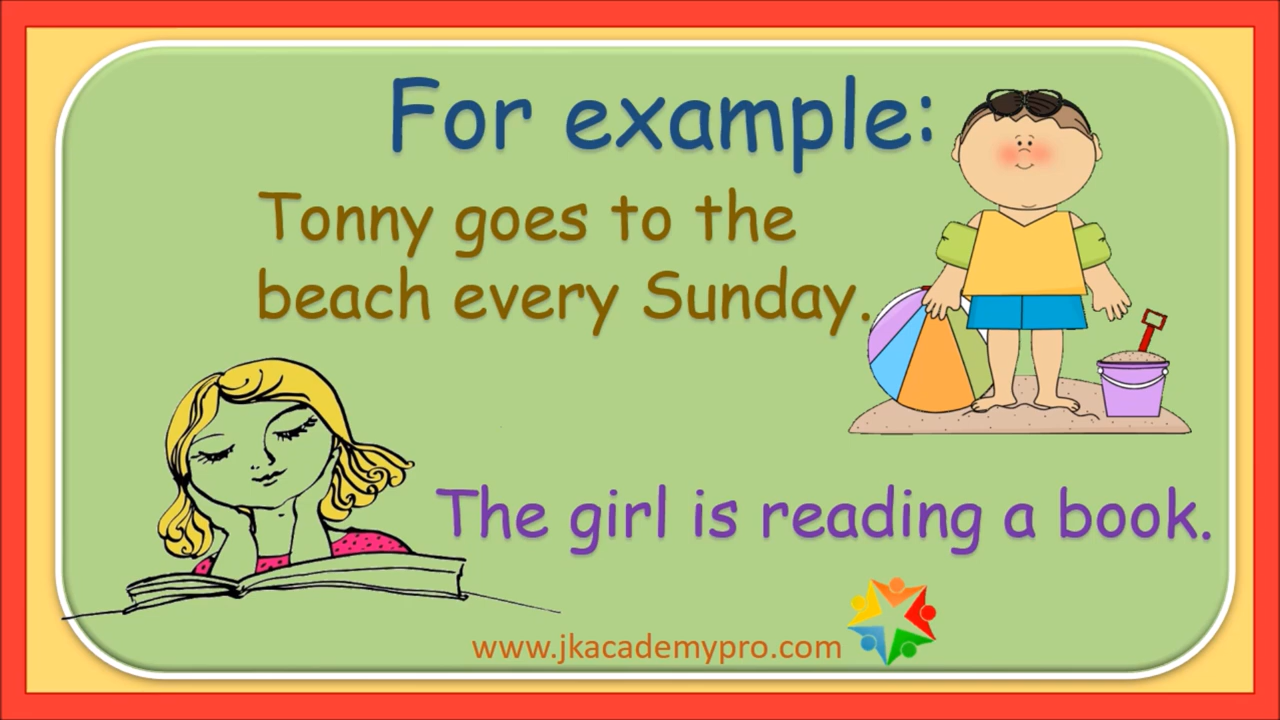 For example:
Tonny goes to the
beach every Sunday.
The girl is reading a book.
www.jkacademypro.com